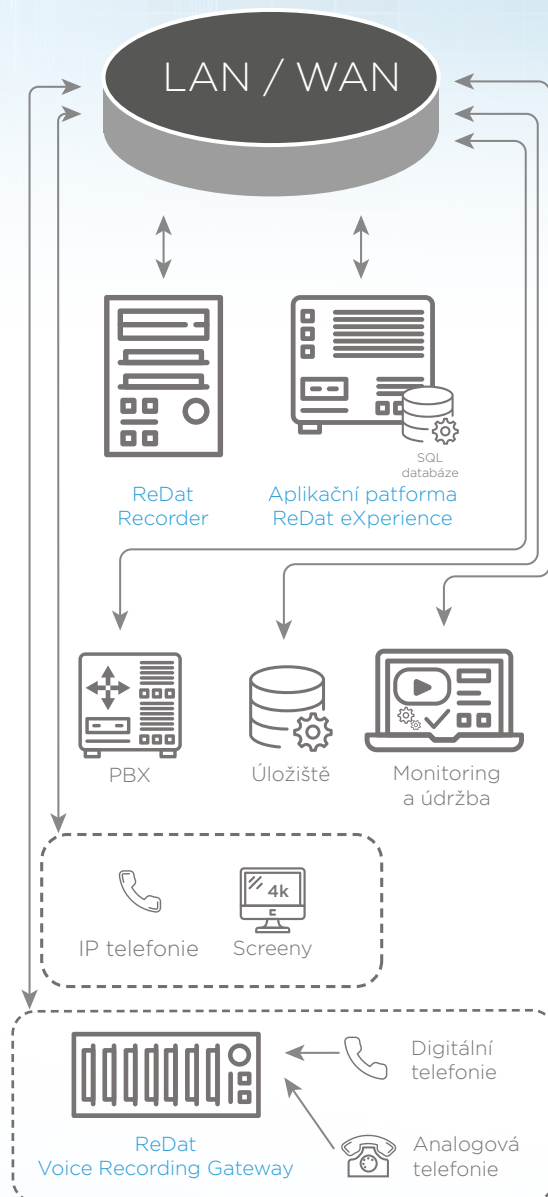 LAN / WAN
ReDat
Recorder
SQL
databáze
Aplikační patforma
ReDat eXperience
PBX
Úložiště
Monitoring
a údržba
4k
IP telefonie
Screeny
Digitální
telefonie
ReDat
Voice Recording Gateway
Analogová
telefonie